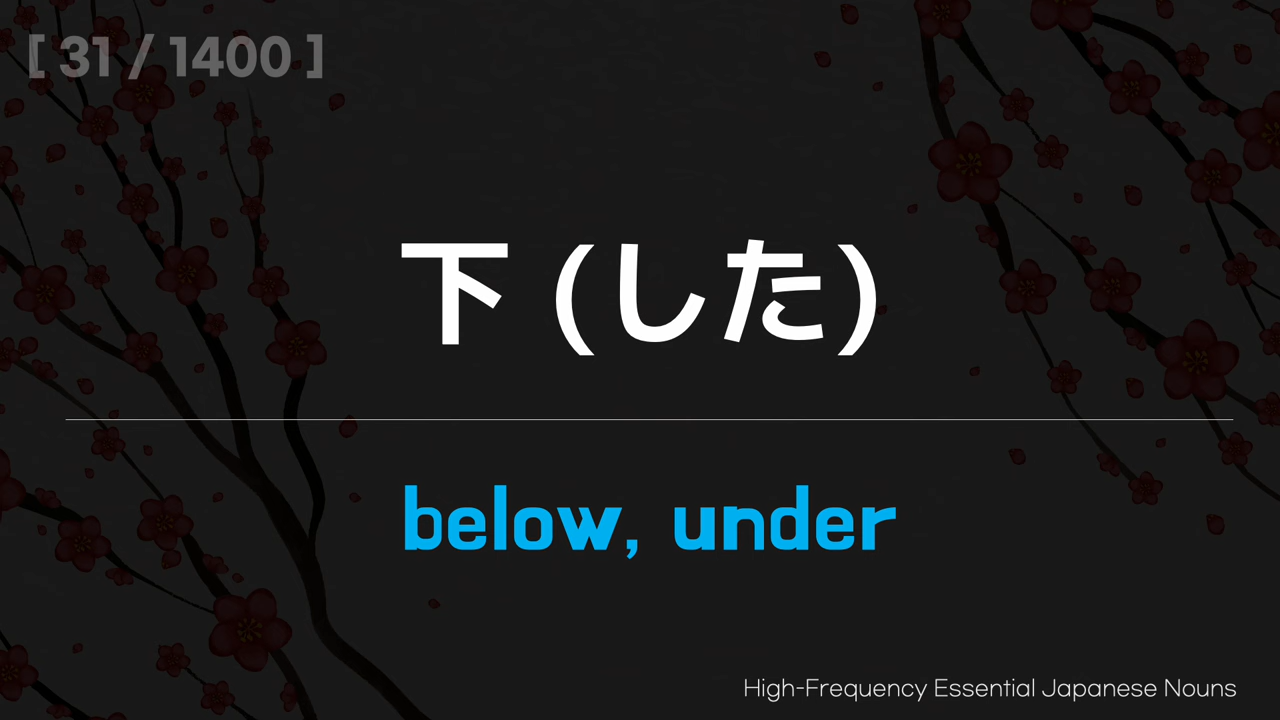 [ 31 / 1400 ]
下 (した)
below, under
High-Frequency Essential Japanese Nouns